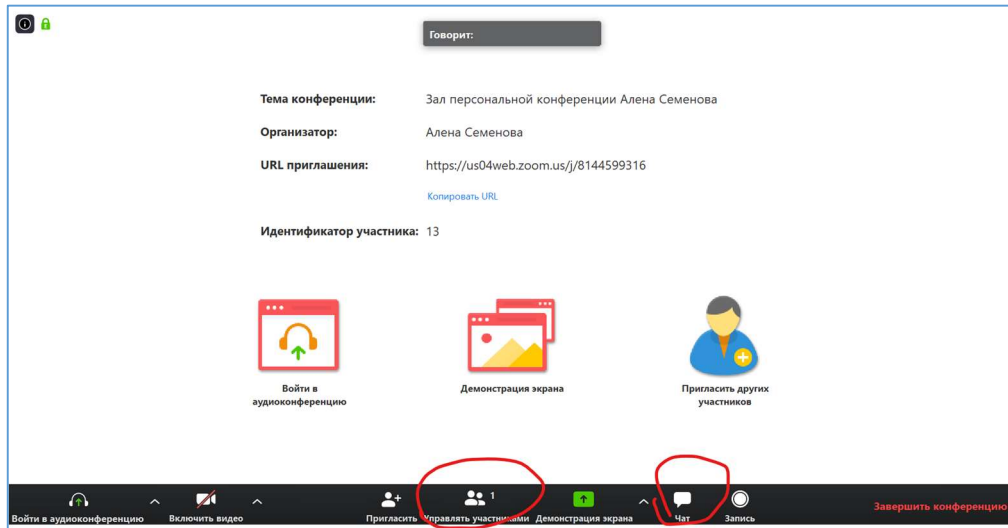 Говорит:
Тема конференции: Зал персональной конференции Алена Семенова
Организатор: Алена Семенова
URL приглашения: https://us04web.zoom.us/j/8144599316
Копировать URL
Идентификатор участника: 13
Войти в
аудиоконференцию
Демонстрация экрана
Пригласить других
участников
Войти в аудиоконференцию
Включить видео
Пригласить
1
Управлять участниками
Демонстрация экрана
Чат
Запись
Завершить конференцию